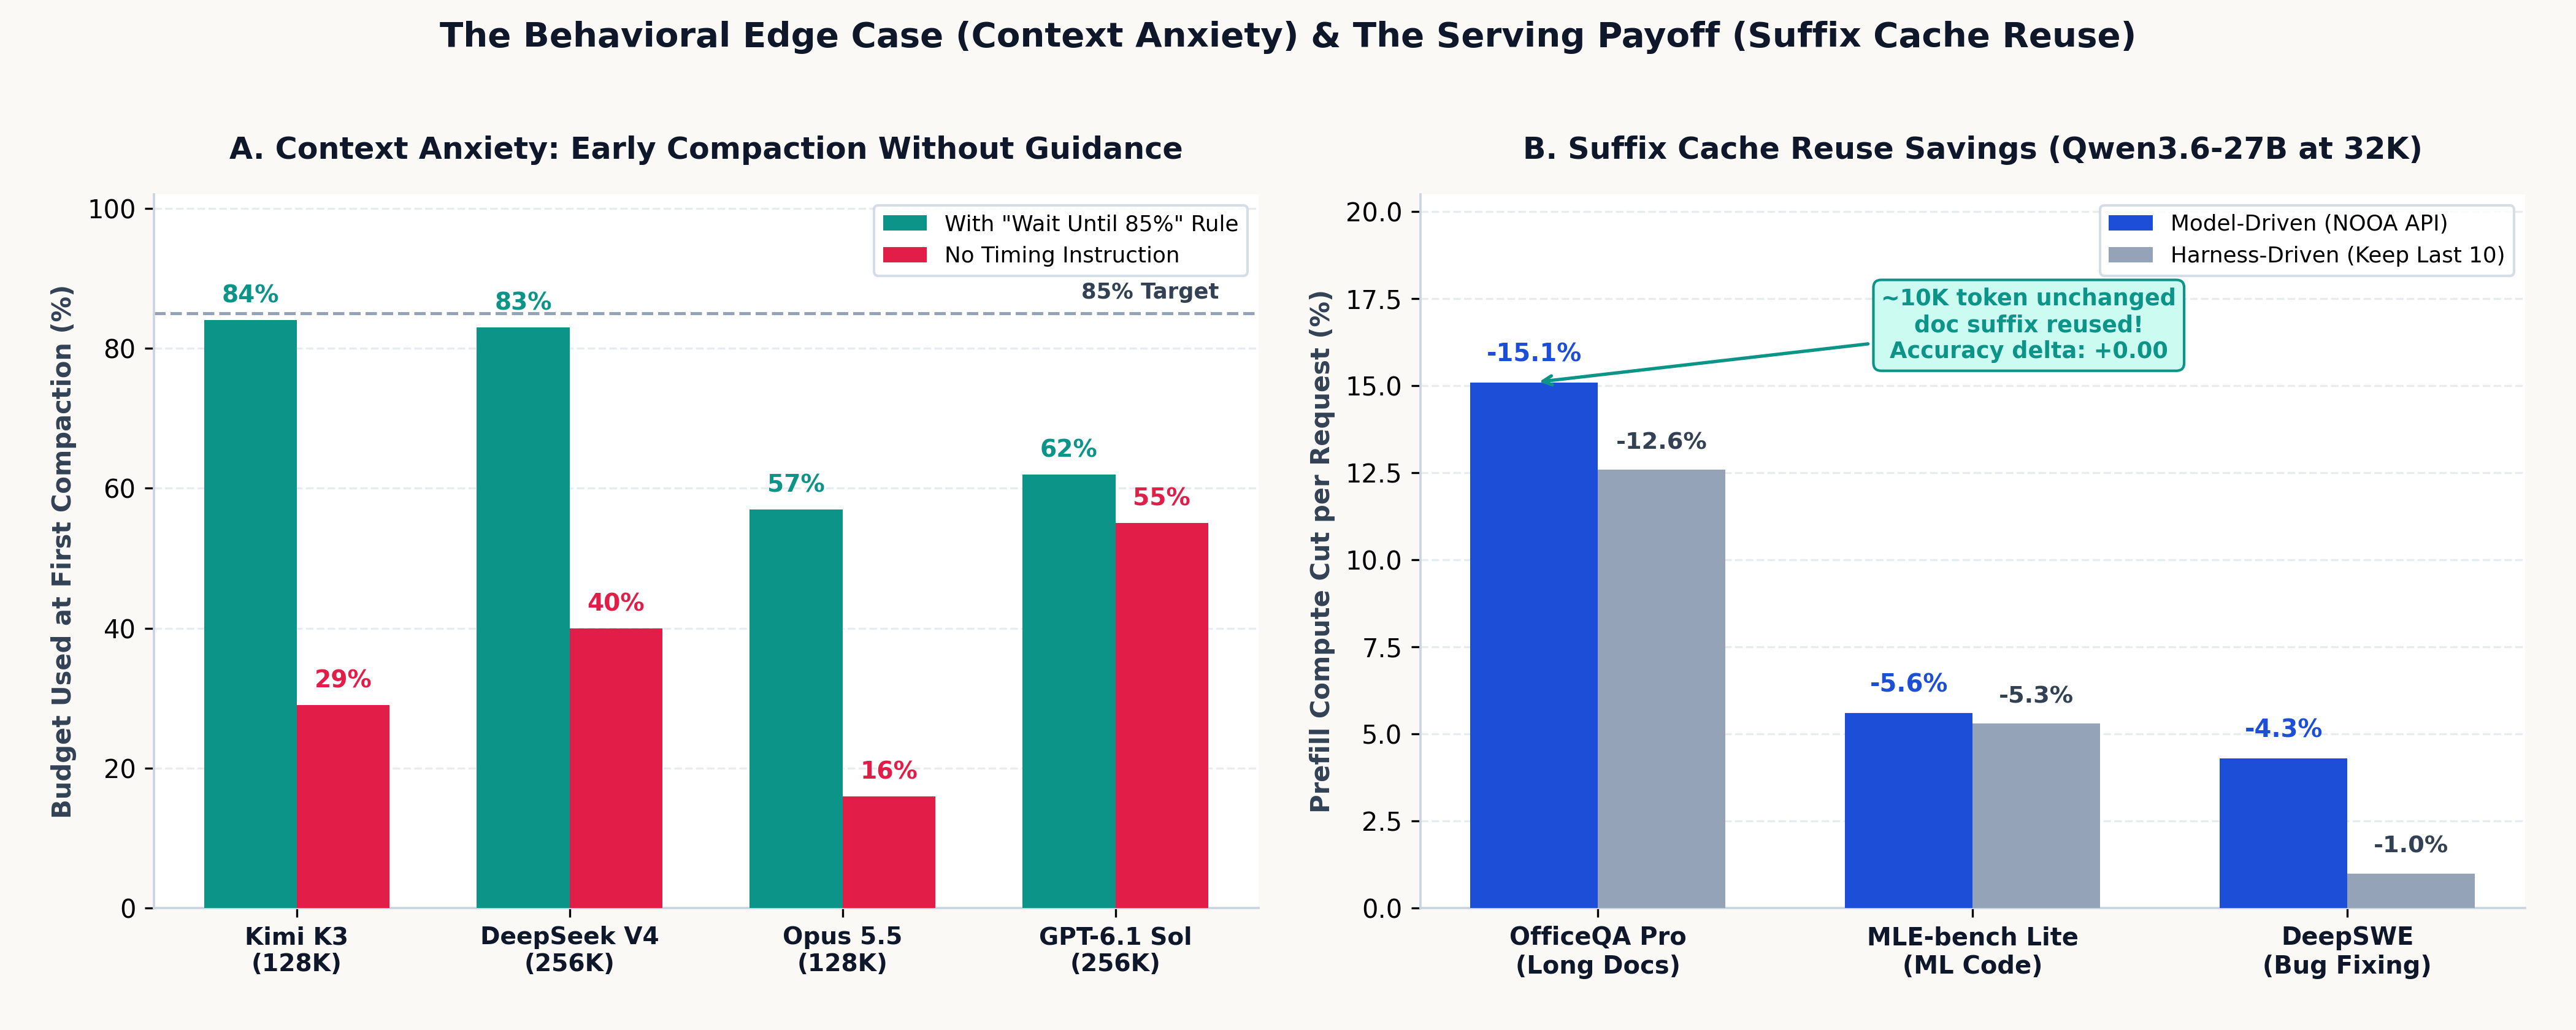 The Behavioral Edge Case (Context Anxiety) & The Serving Payoff (Suffix Cache Reuse)
A. Context Anxiety: Early Compaction Without Guidance
Budget Used at First Compaction (%)
100
80
60
40
20
0
With "Wait Until 85%" Rule
No Timing Instruction
85% Target
84%
29%
83%
40%
57%
16%
62%
55%
Kimi K3
(128K)
DeepSeek V4
(256K)
Opus 5.5
(128K)
GPT-6.1 Sol
(256K)
B. Suffix Cache Reuse Savings (Qwen3.6-27B at 32K)
Prefill Compute Cut per Request (%)
20.0
17.5
15.0
12.5
10.0
7.5
5.0
2.5
0.0
Model-Driven (NOOA API)
Harness-Driven (Keep Last 10)
~10K token unchanged
doc suffix reused!
Accuracy delta: +0.00
-15.1%
-12.6%
-5.6%
-5.3%
-4.3%
-1.0%
OfficeQA Pro
(Long Docs)
MLE-bench Lite
(ML Code)
DeepSWE
(Bug Fixing)